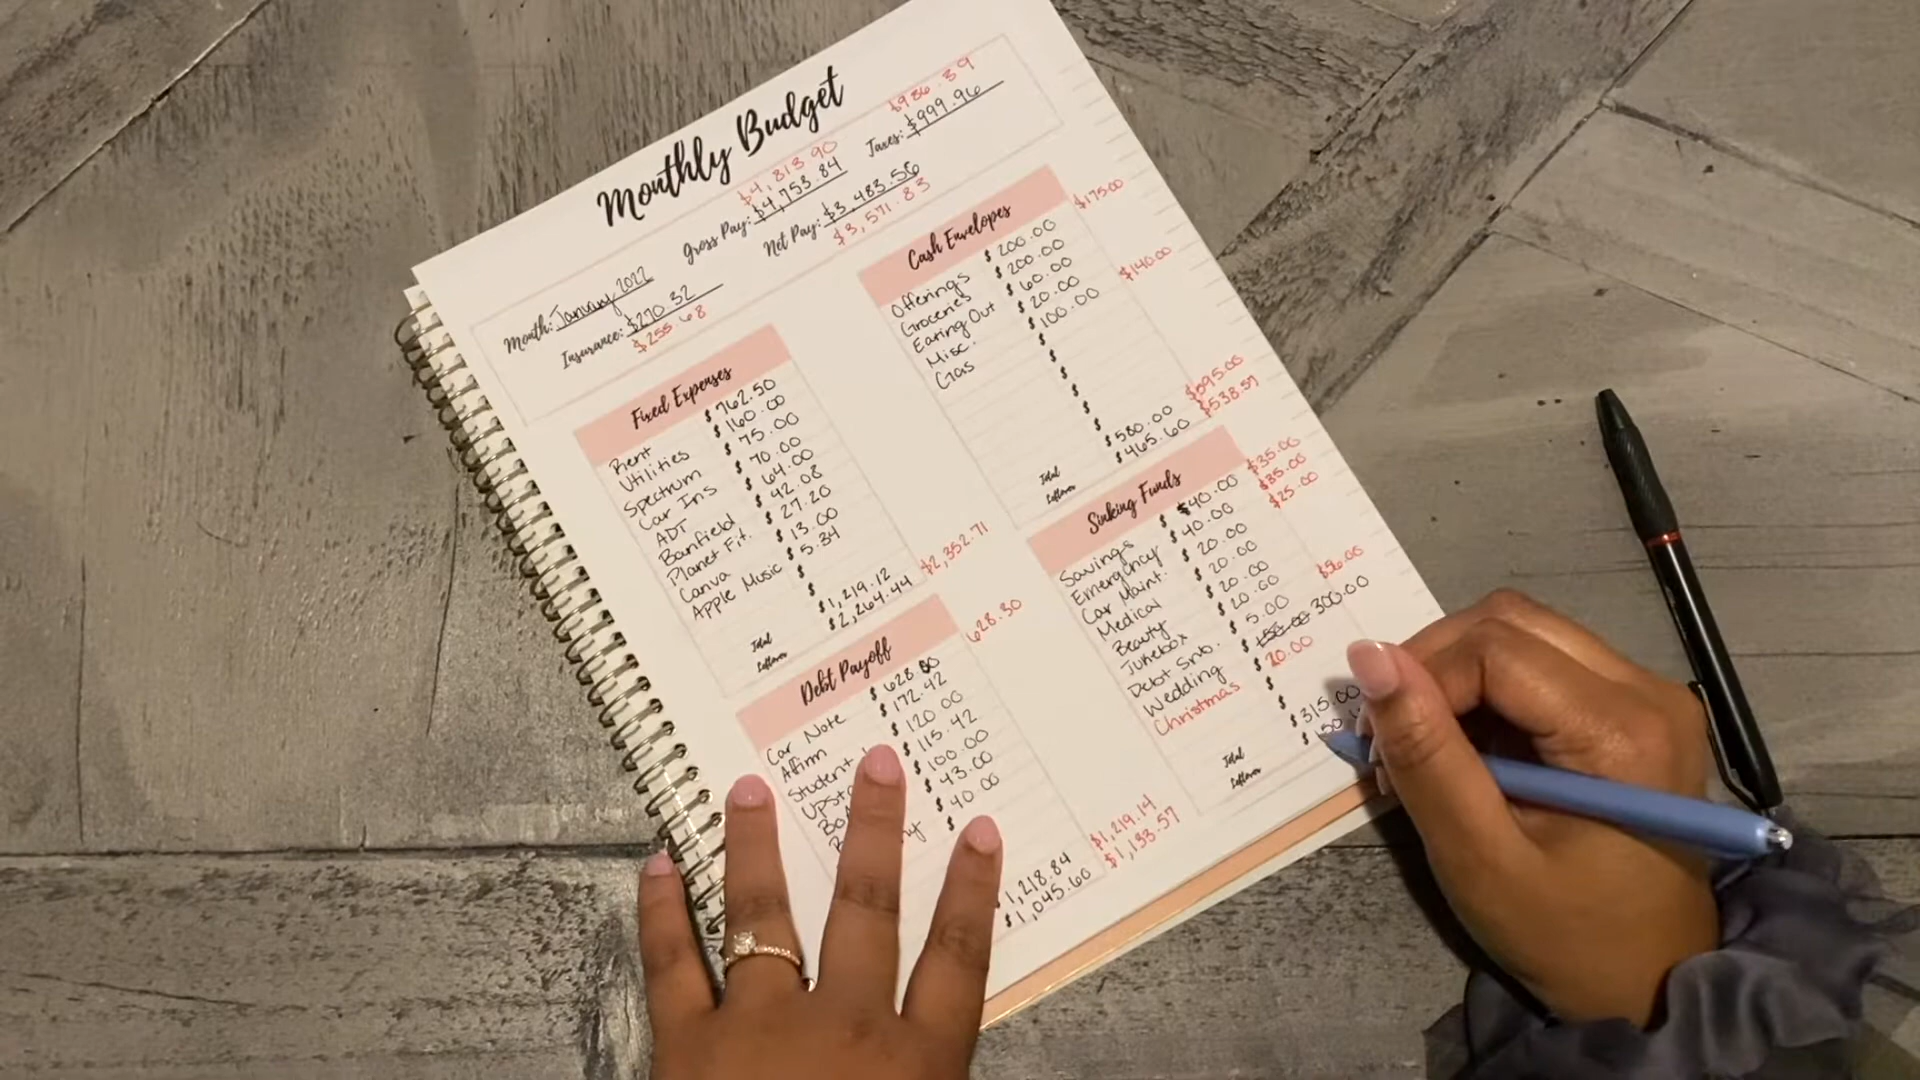 Monthly Budget
$4,813.90
$986.39
Month: January 2022 Gross Pay: $4,753.84 Taxes: $999.96
Insurance: $270.32 Net Pay: $3,483.56
$255.68 $3,571.83
Fixed Expenses
Rent $762.50
Utilities $160.00
Spectrum $75.00
Car Ins $70.00
ADT $64.00
Banfield $42.08
Planet Fit. $27.20
Canva $13.00
Apple Music $5.34
$
$
Total $1,219.12
Leftover $2,264.44 $2,352.71
Cash Envelopes
Offerings $200.00 $175.00
Groceries $200.00
Eating Out $60.00
Misc. $20.00 $140.00
Gas $100.00
$
$
$
$
$
Total $580.00 $595.00
Leftover $465.60 $538.57
Debt Payoff
Car Note $628.00 628.30
Affirm $172.42
Student $120.00
$115.42
$100.00
$43.00
$40.00
$
1,218.84 $1,219.14
$1,045.60 $1,133.57
Sinking Funds
Savings $40.00 $35.00
Emergency $40.00 $35.00
Car Maint. $20.00 $25.00
Medical $20.00
Beauty $20.00
Jukebox $20.00
Debt Snb. $5.00 $56.00
Wedding $150.00 300.00
Christmas $20.00
$
$
Total $315.00
Leftover $